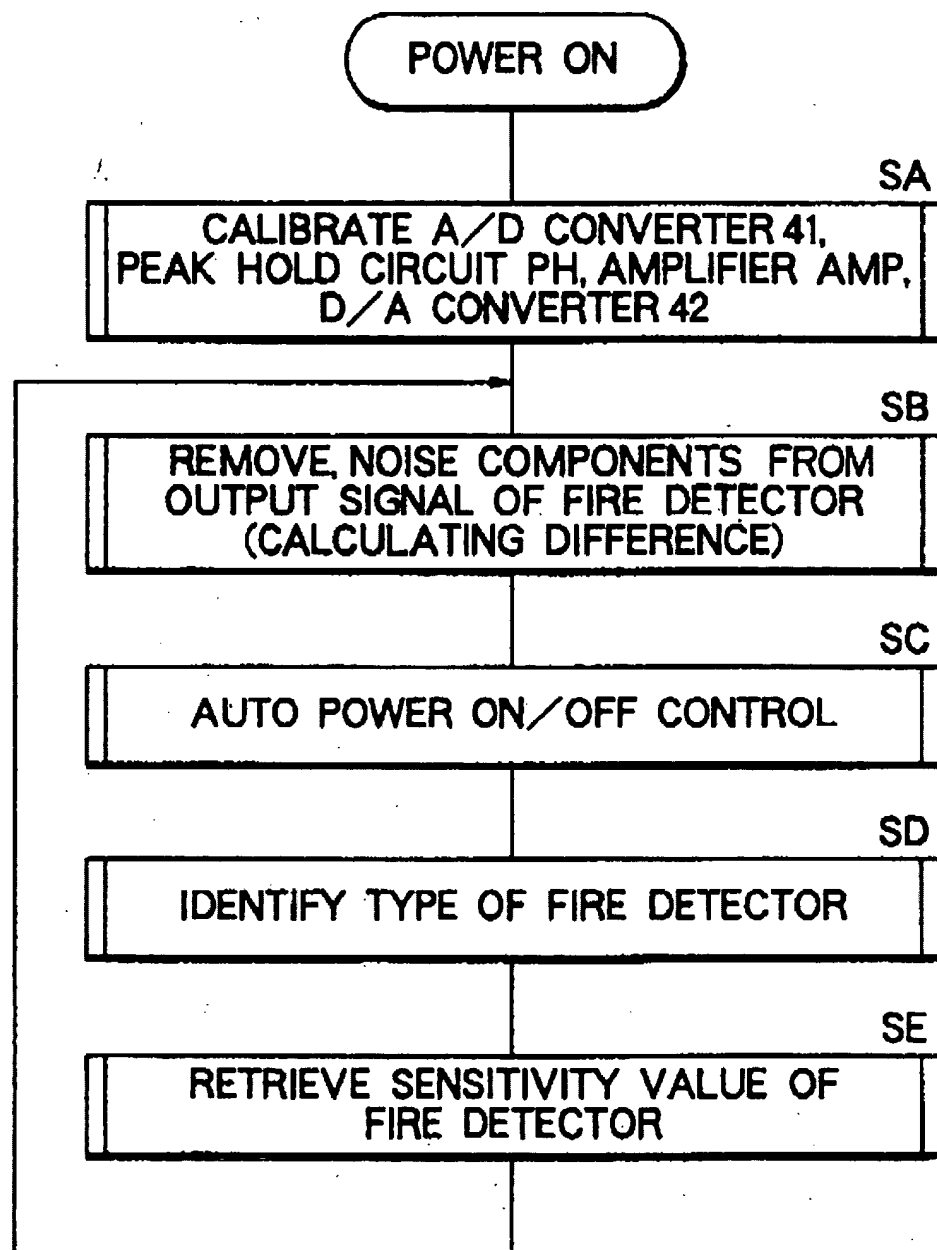 POWER ON
SA
CALIBRATE A/D CONVERTER 41,
PEAK HOLD CIRCUIT PH, AMPLIFIER AMP,
D/A CONVERTER 42
SB
REMOVE, NOISE COMPONENTS FROM
OUTPUT SIGNAL OF FIRE DETECTOR
(CALCULATING DIFFERENCE)
SC
AUTO POWER ON/OFF CONTROL
SD
IDENTIFY TYPE OF FIRE DETECTOR
SE
RETRIEVE SENSITIVITY VALUE OF
FIRE DETECTOR